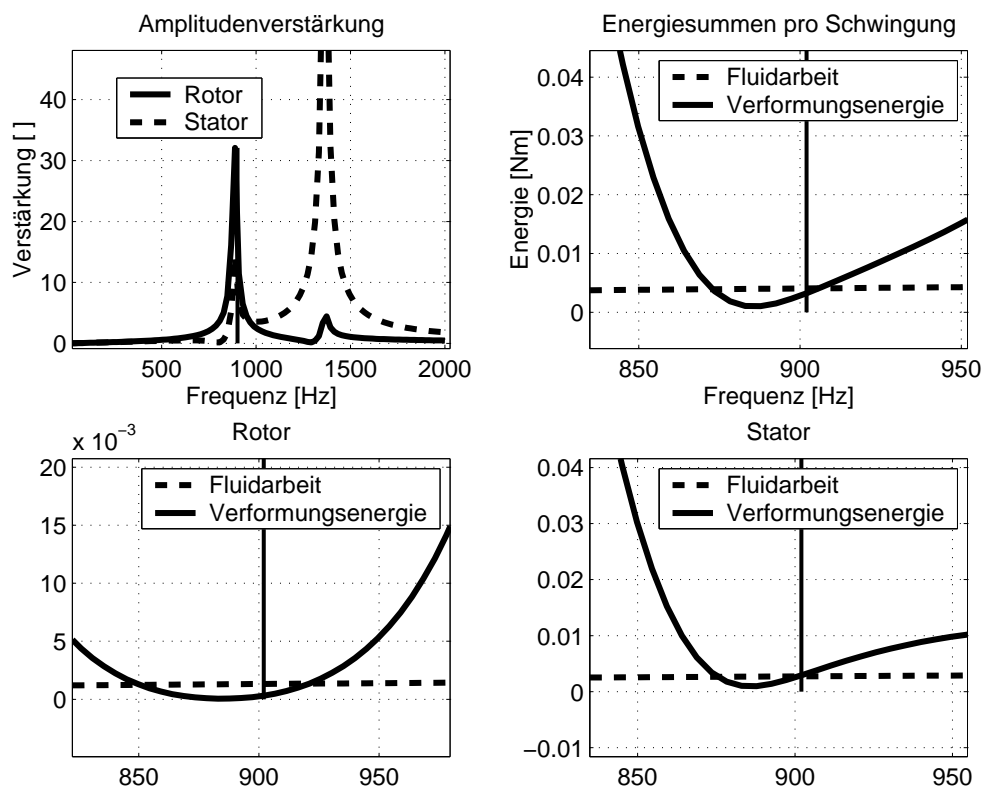 Amplitudenverstärkung
Verstärkung [ ]
40
30
20
10
0
Rotor
Stator
500
1000
1500
2000
Frequenz [Hz]
Energiesummen pro Schwingung
Energie [Nm]
0.04
0.03
0.02
0.01
0
Fluidarbeit
Verformungsenergie
850
900
950
Frequenz [Hz]
x 10⁻³
Rotor
20
15
10
5
0
Fluidarbeit
Verformungsenergie
850
900
950
Stator
0.04
0.03
0.02
0.01
0
−0.01
Fluidarbeit
Verformungsenergie
850
900
950